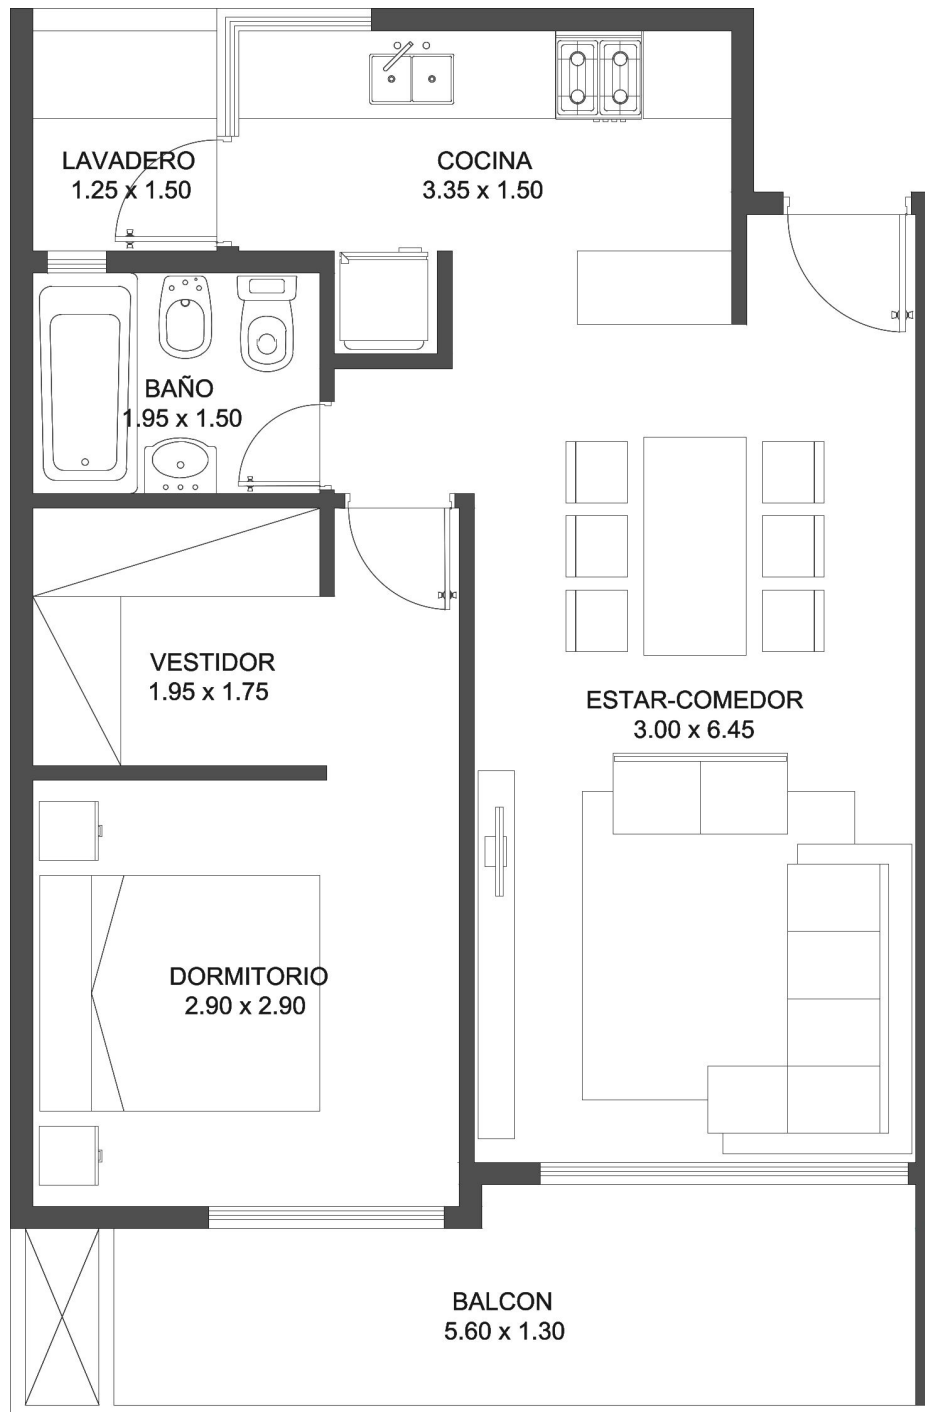 LAVADERO
1.25 x 1.50
COCINA
3.35 x 1.50
BAÑO
1.95 x 1.50
VESTIDOR
1.95 x 1.75
ESTAR-COMEDOR
3.00 x 6.45
DORMITORIO
2.90 x 2.90
BALCON
5.60 x 1.30